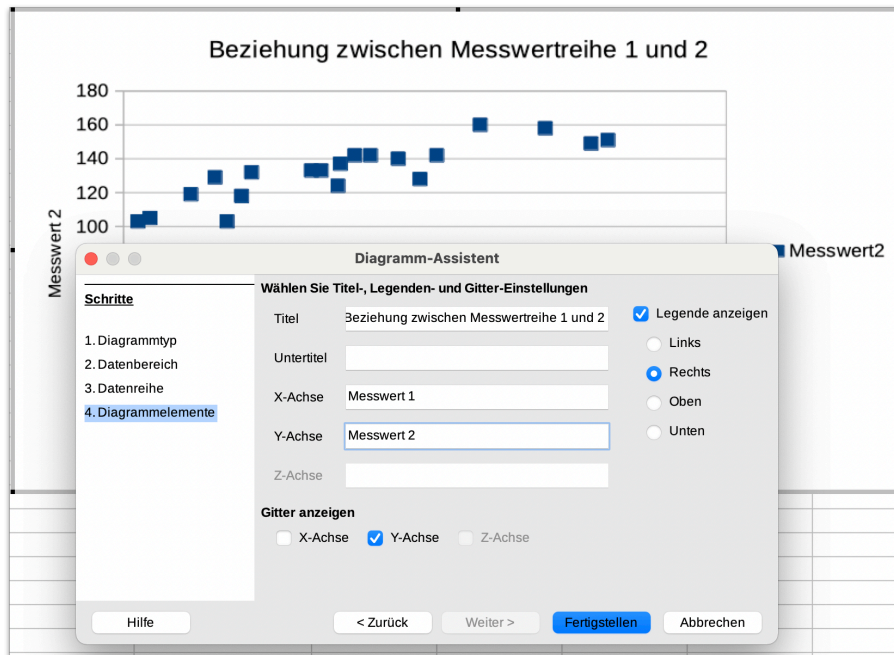 Beziehung zwischen Messwertreihe 1 und 2
180
160
140
120
100
Messwert 2
Messwert2
Diagramm-Assistent
Schritte
1. Diagrammtyp
2. Datenbereich
3. Datenreihe
4. Diagrammelemente
Wählen Sie Titel-, Legenden- und Gitter-Einstellungen
Titel
Beziehung zwischen Messwertreihe 1 und 2
Untertitel
X-Achse
Messwert 1
Y-Achse
Messwert 2
Z-Achse
Legende anzeigen
Links
Rechts
Oben
Unten
Gitter anzeigen
X-Achse
Y-Achse
Z-Achse
Hilfe
< Zurück
Weiter >
Fertigstellen
Abbrechen